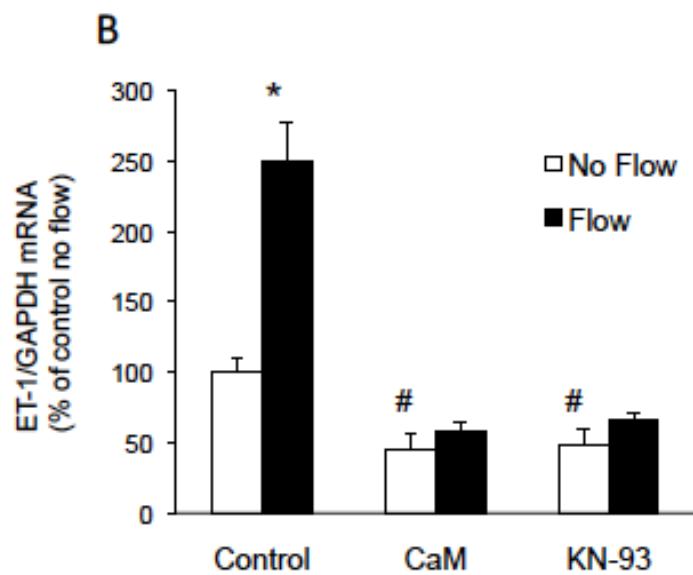 B
ET-1/GAPDH mRNA
(% of control no flow)
300
250
200
150
100
50
0
*
#
#
No Flow
Flow
Control
CaM
KN-93